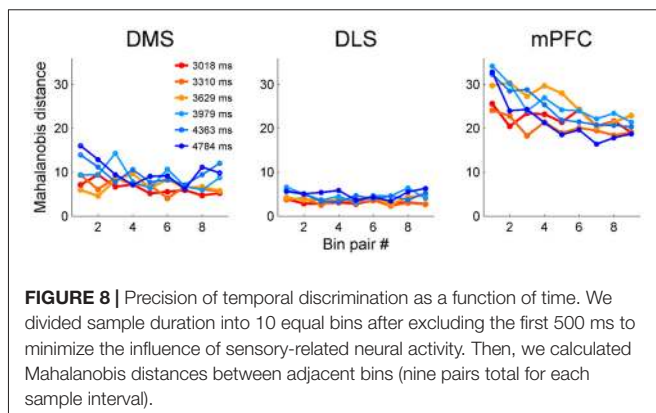 DMS
DLS
mPFC
Mahalanobis distance
30
20
10
0
2 4 6 8
3018 ms
3310 ms
3629 ms
3979 ms
4363 ms
4784 ms
30
20
10
0
2 4 6 8
Bin pair #
30
20
10
0
2 4 6 8
FIGURE 8 | Precision of temporal discrimination as a function of time. We
divided sample duration into 10 equal bins after excluding the first 500 ms to
minimize the influence of sensory-related neural activity. Then, we calculated
Mahalanobis distances between adjacent bins (nine pairs total for each
sample interval).